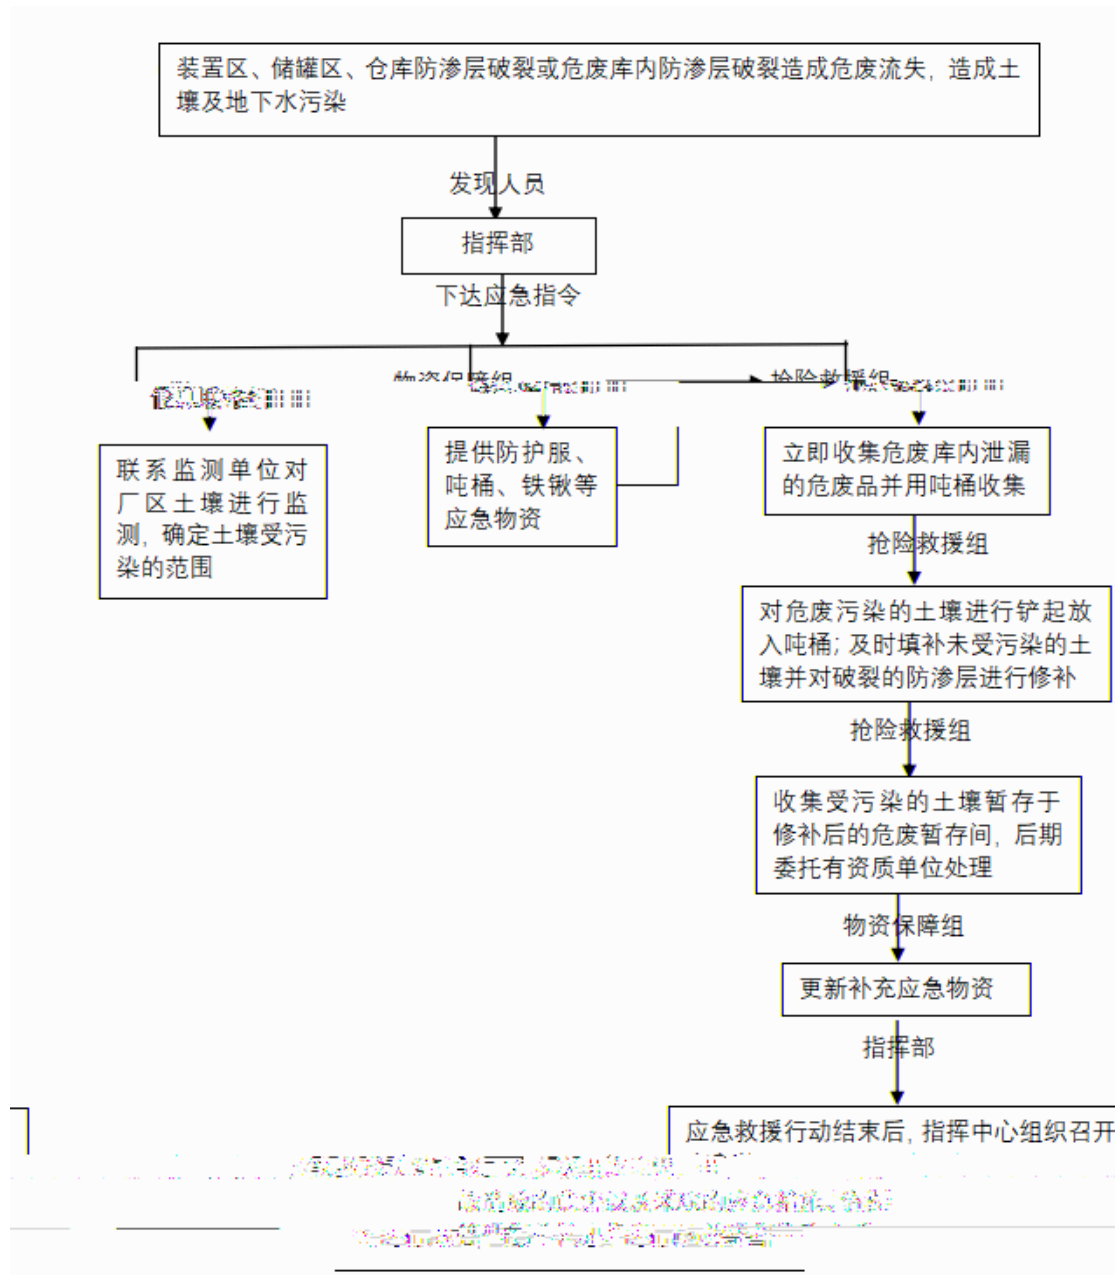 装置区、储罐区、仓库防渗层破裂或危废库内防渗层破裂造成危废流失，造成土
壤及地下水污染
发现人员
指挥部
下达应急指令
物资保障组
抢险救援组
联系监测单位对
厂区土壤进行监
测，确定土壤受污
染的范围
提供防护服、
吨桶、铁锹等
应急物资
立即收集危废库内泄漏
的危废品并用吨桶收集
抢险救援组
对危废污染的土壤进行铲起放
入吨桶；及时填补未受污染的土
壤并对破裂的防渗层进行修补
抢险救援组
收集受污染的土壤暂存于
修补后的危废暂存间，后期
委托有资质单位处理
物资保障组
更新补充应急物资
指挥部
应急救援行动结束后，指挥中心组织召开